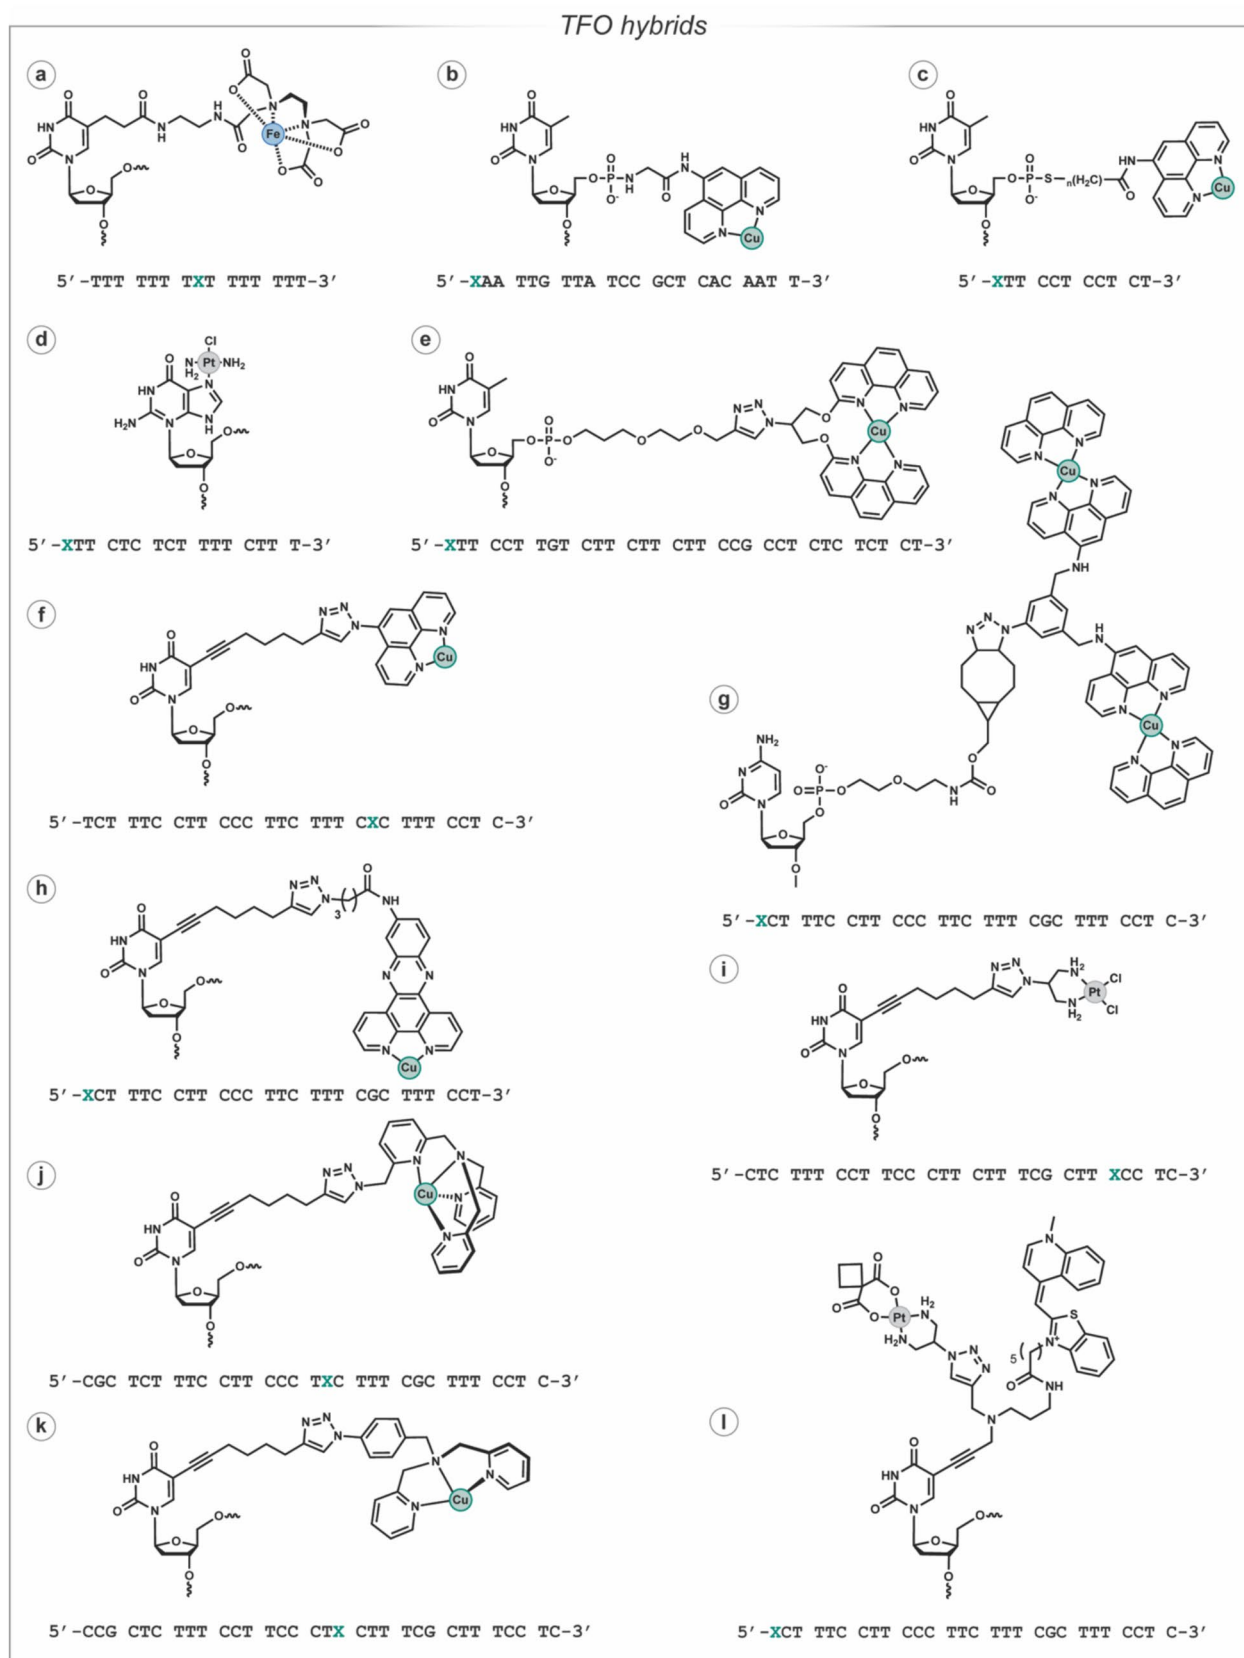 TFO hybrids
a
b
c
5′-TTT TTT TXT TTT TTT-3′
5′-XAA TTG TTA TCC GCT CAC AAT T-3′
5′-XTT CCT CCT CT-3′
d
e
5′-XTT CTC TCT TTT CTT T-3′
5′-XTT CCT TGT CTT CTT CTT CCG CCT CTC TCT CT-3′
f
5′-TCT TTC CTT CCC TTC TTT CXC TTT CCT C-3′
g
5′-XCT TTC CTT CCC TTC TTT CGC TTT CCT C-3′
h
5′-XCT TTC CTT CCC TTC TTT CGC TTT CCT-3′
i
5′-CTC TTT CCT TCC CTT CTT TCG CTT XCC TC-3′
j
5′-CGC TCT TTC CTT CCC TXC TTT CGC TTT CCT C-3′
k
5′-CCG CTC TTT CCT TCC CTX CTT TCG CTT TCC TC-3′
l
5′-XCT TTC CTT CCC TTC TTT CGC TTT CCT C-3′